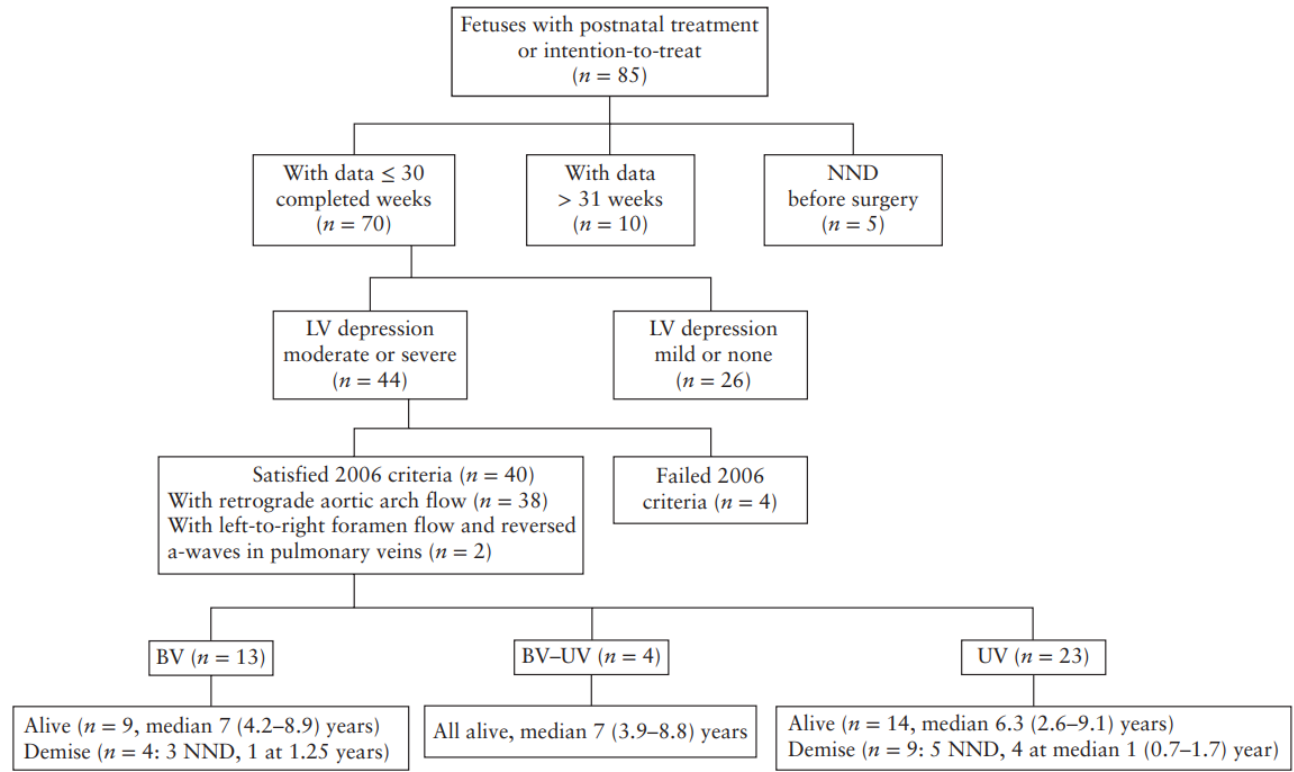 Fetuses with postnatal treatment
or intention-to-treat
(n = 85)
With data ≤ 30
completed weeks
(n = 70)
With data
> 31 weeks
(n = 10)
NND
before surgery
(n = 5)
LV depression
moderate or severe
(n = 44)
LV depression
mild or none
(n = 26)
Satisfied 2006 criteria (n = 40)
With retrograde aortic arch flow (n = 38)
With left-to-right foramen flow and reversed
a-waves in pulmonary veins (n = 2)
Failed 2006
criteria (n = 4)
BV (n = 13)
BV–UV (n = 4)
UV (n = 23)
Alive (n = 9, median 7 (4.2–8.9) years)
Demise (n = 4: 3 NND, 1 at 1.25 years)
All alive, median 7 (3.9–8.8) years
Alive (n = 14, median 6.3 (2.6–9.1) years)
Demise (n = 9: 5 NND, 4 at median 1 (0.7–1.7) year)